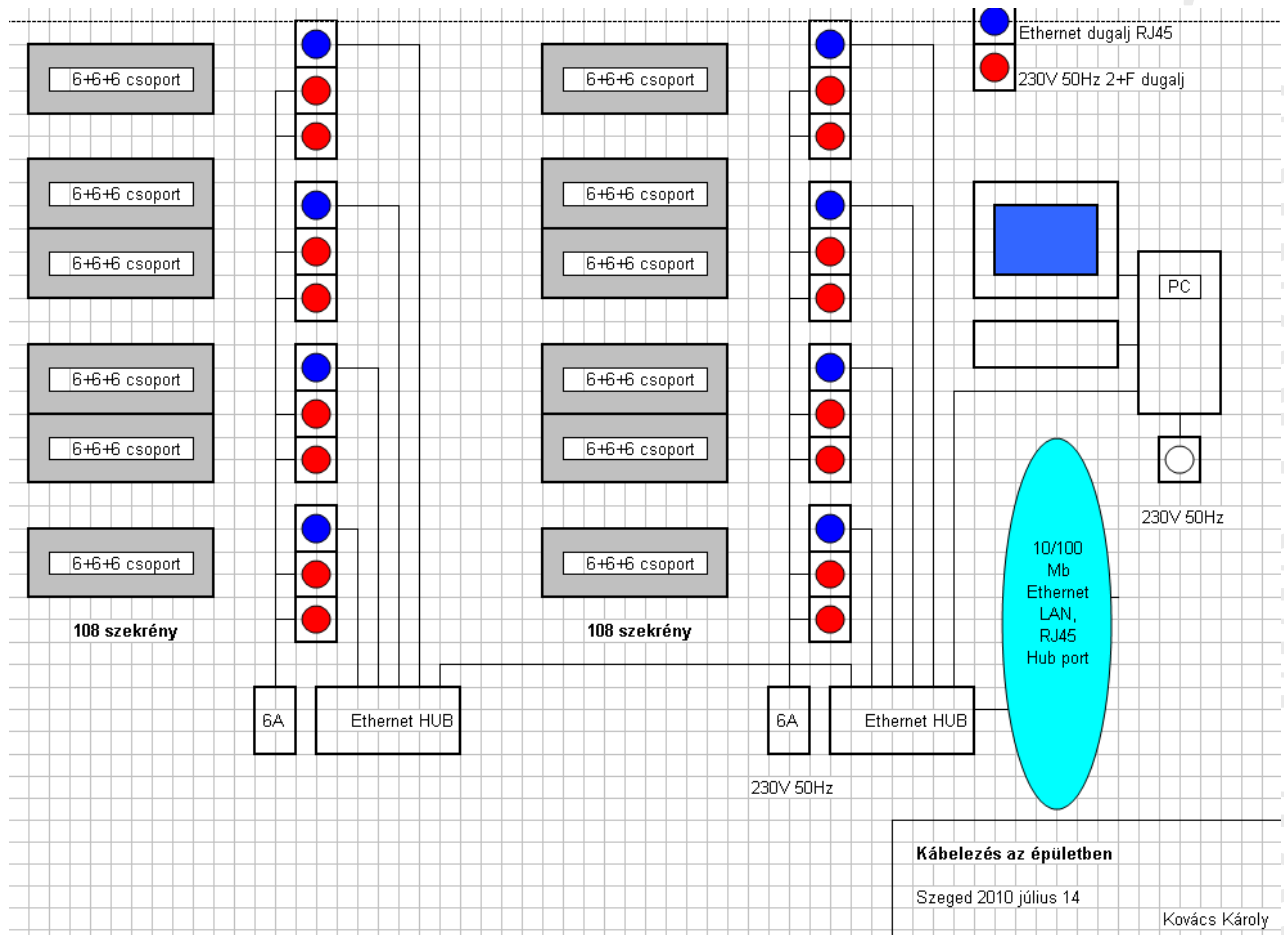 Ethernet dugalj RJ45
230V 50Hz 2+F dugalj
6+6+6 csoport
6+6+6 csoport
6+6+6 csoport
6+6+6 csoport
6+6+6 csoport
6+6+6 csoport
108 szekrény
6A
Ethernet HUB
6+6+6 csoport
6+6+6 csoport
6+6+6 csoport
6+6+6 csoport
6+6+6 csoport
6+6+6 csoport
108 szekrény
6A
Ethernet HUB
230V 50Hz
PC
230V 50Hz
10/100
Mb
Ethernet
LAN,
RJ45
Hub port
Kábelezés az épületben
Szeged 2010 július 14
Kovács Károly